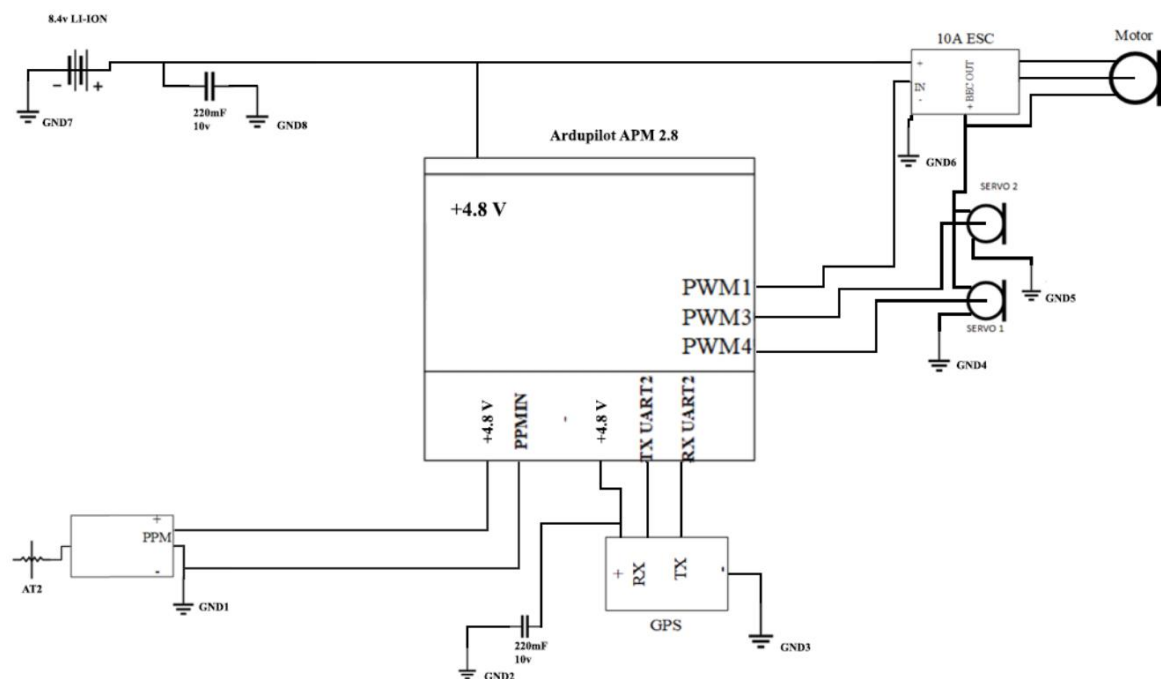 8.4v LI-ION
- +
GND7
220mF
10v
GND8
10A ESC
Motor
+
IN
-
+ BEC OUT
GND6
Ardupilot APM 2.8
+4.8 V
SERVO 2
GND5
SERVO 1
GND4
PWM1
PWM3
PWM4
+4.8 V
PPMIN
-
+4.8 V
TX UART2
RX UART2
+
PPM
-
AT2
GND1
+
RX
TX
-
GPS
GND3
220mF
10v
GND2